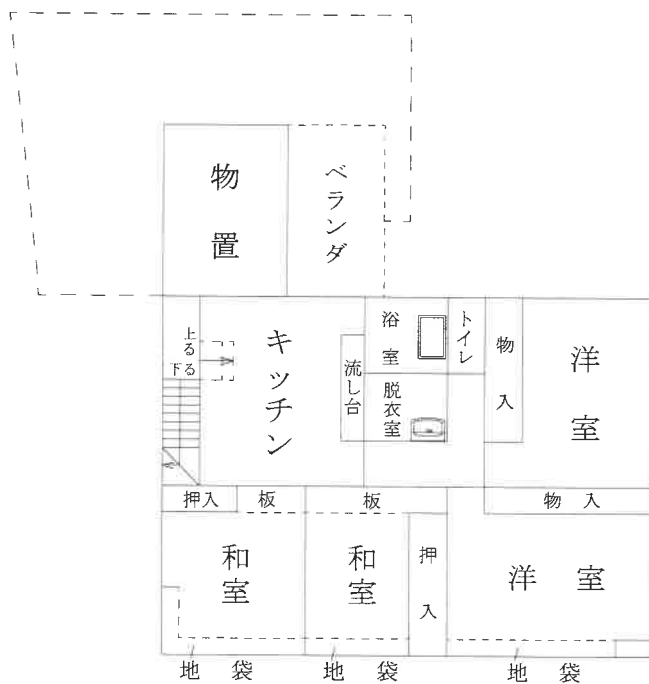 物置
ベランダ
上る
下る
キッチン
流し台
浴室
トイレ
脱衣室
物入
洋室
押入
板
板
物入
和室
和室
押入
洋室
地袋
地袋
地袋